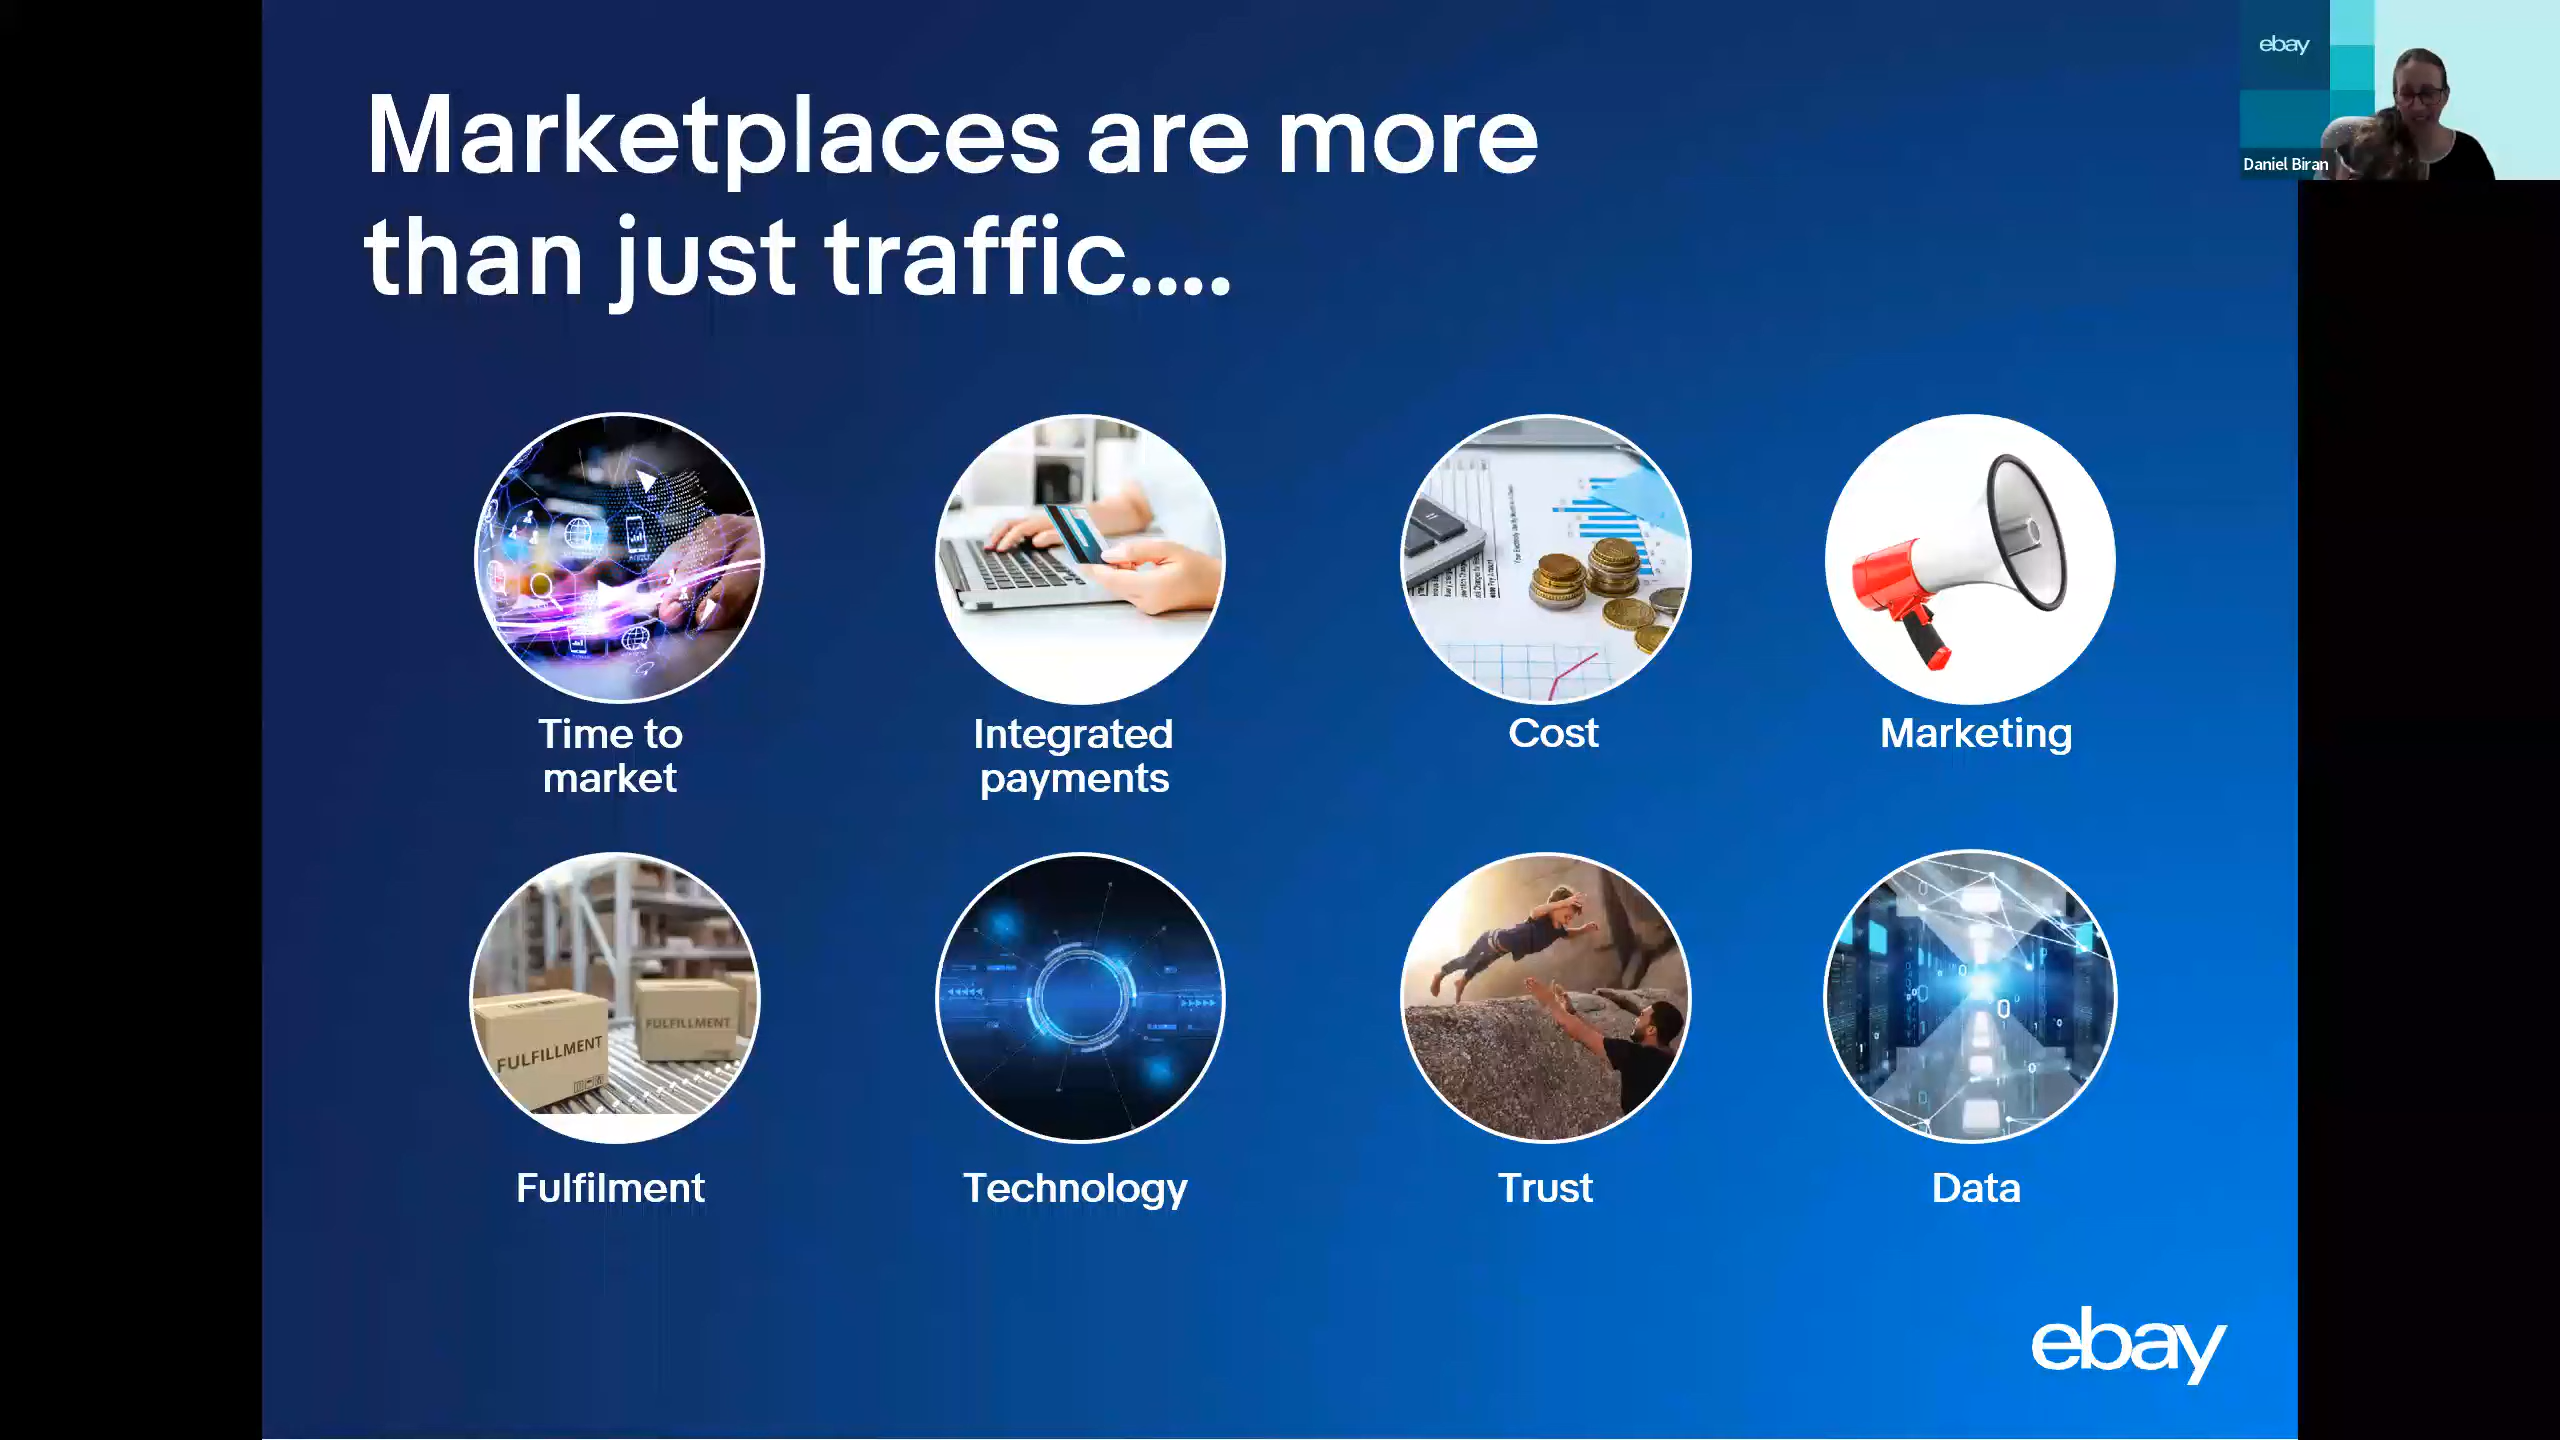 Marketplaces are more
than just traffic....
ebay
Daniel Biran
Time to
market
Integrated
payments
Cost
Marketing
FULFILLMENT
FULFILLMENT
Fulfilment
Technology
Trust
Data
ebay